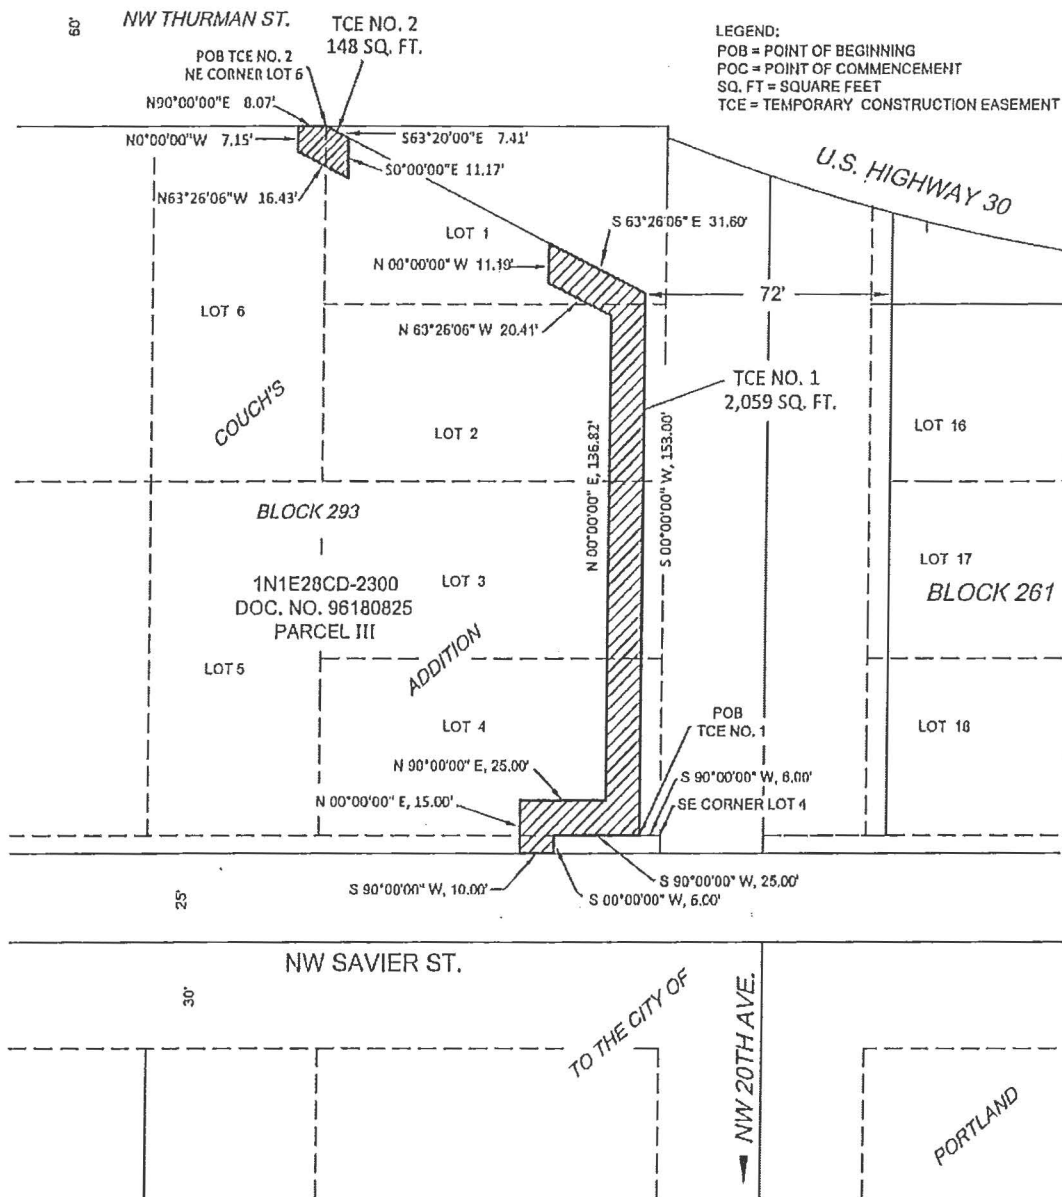 60'
NW THURMAN ST.
TCE NO. 2
148 SQ. FT.
POB TCE NO. 2
NE CORNER LOT 6
LEGEND:
POB = POINT OF BEGINNING
POC = POINT OF COMMENCEMENT
SQ. FT = SQUARE FEET
TCE = TEMPORARY CONSTRUCTION EASEMENT
N90°00'00"E 8.07'
N0°00'00"W 7.15'
S63°20'00"E 7.41'
S0°00'00"E 11.17'
N63°26'06"W 16.43'
U.S. HIGHWAY 30
LOT 1
S 63°26'06" E 31.60'
N 00°00'00" W 11.19'
72'
LOT 6
N 63°26'06" W 20.41'
TCE NO. 1
2,059 SQ. FT.
COUCH'S
LOT 2
LOT 16
N 00°00'00" E, 136.82'
S 00°00'00" W, 153.00'
BLOCK 293
LOT 17
BLOCK 261
1N1E28CD-2300
DOC. NO. 96180825
PARCEL III
LOT 3
ADDITION
LOT 5
LOT 4
POB
TCE NO. 1
LOT 18
N 90°00'00" E, 25.00'
S 90°00'00" W, 6.00'
N 00°00'00" E, 15.00'
SE CORNER LOT 4
S 90°00'00" W, 10.00'
S 90°00'00" W, 25.00'
S 00°00'00" W, 6.00'
25'
NW SAVIER ST.
30'
TO THE CITY OF
NW 20TH AVE.
PORTLAND